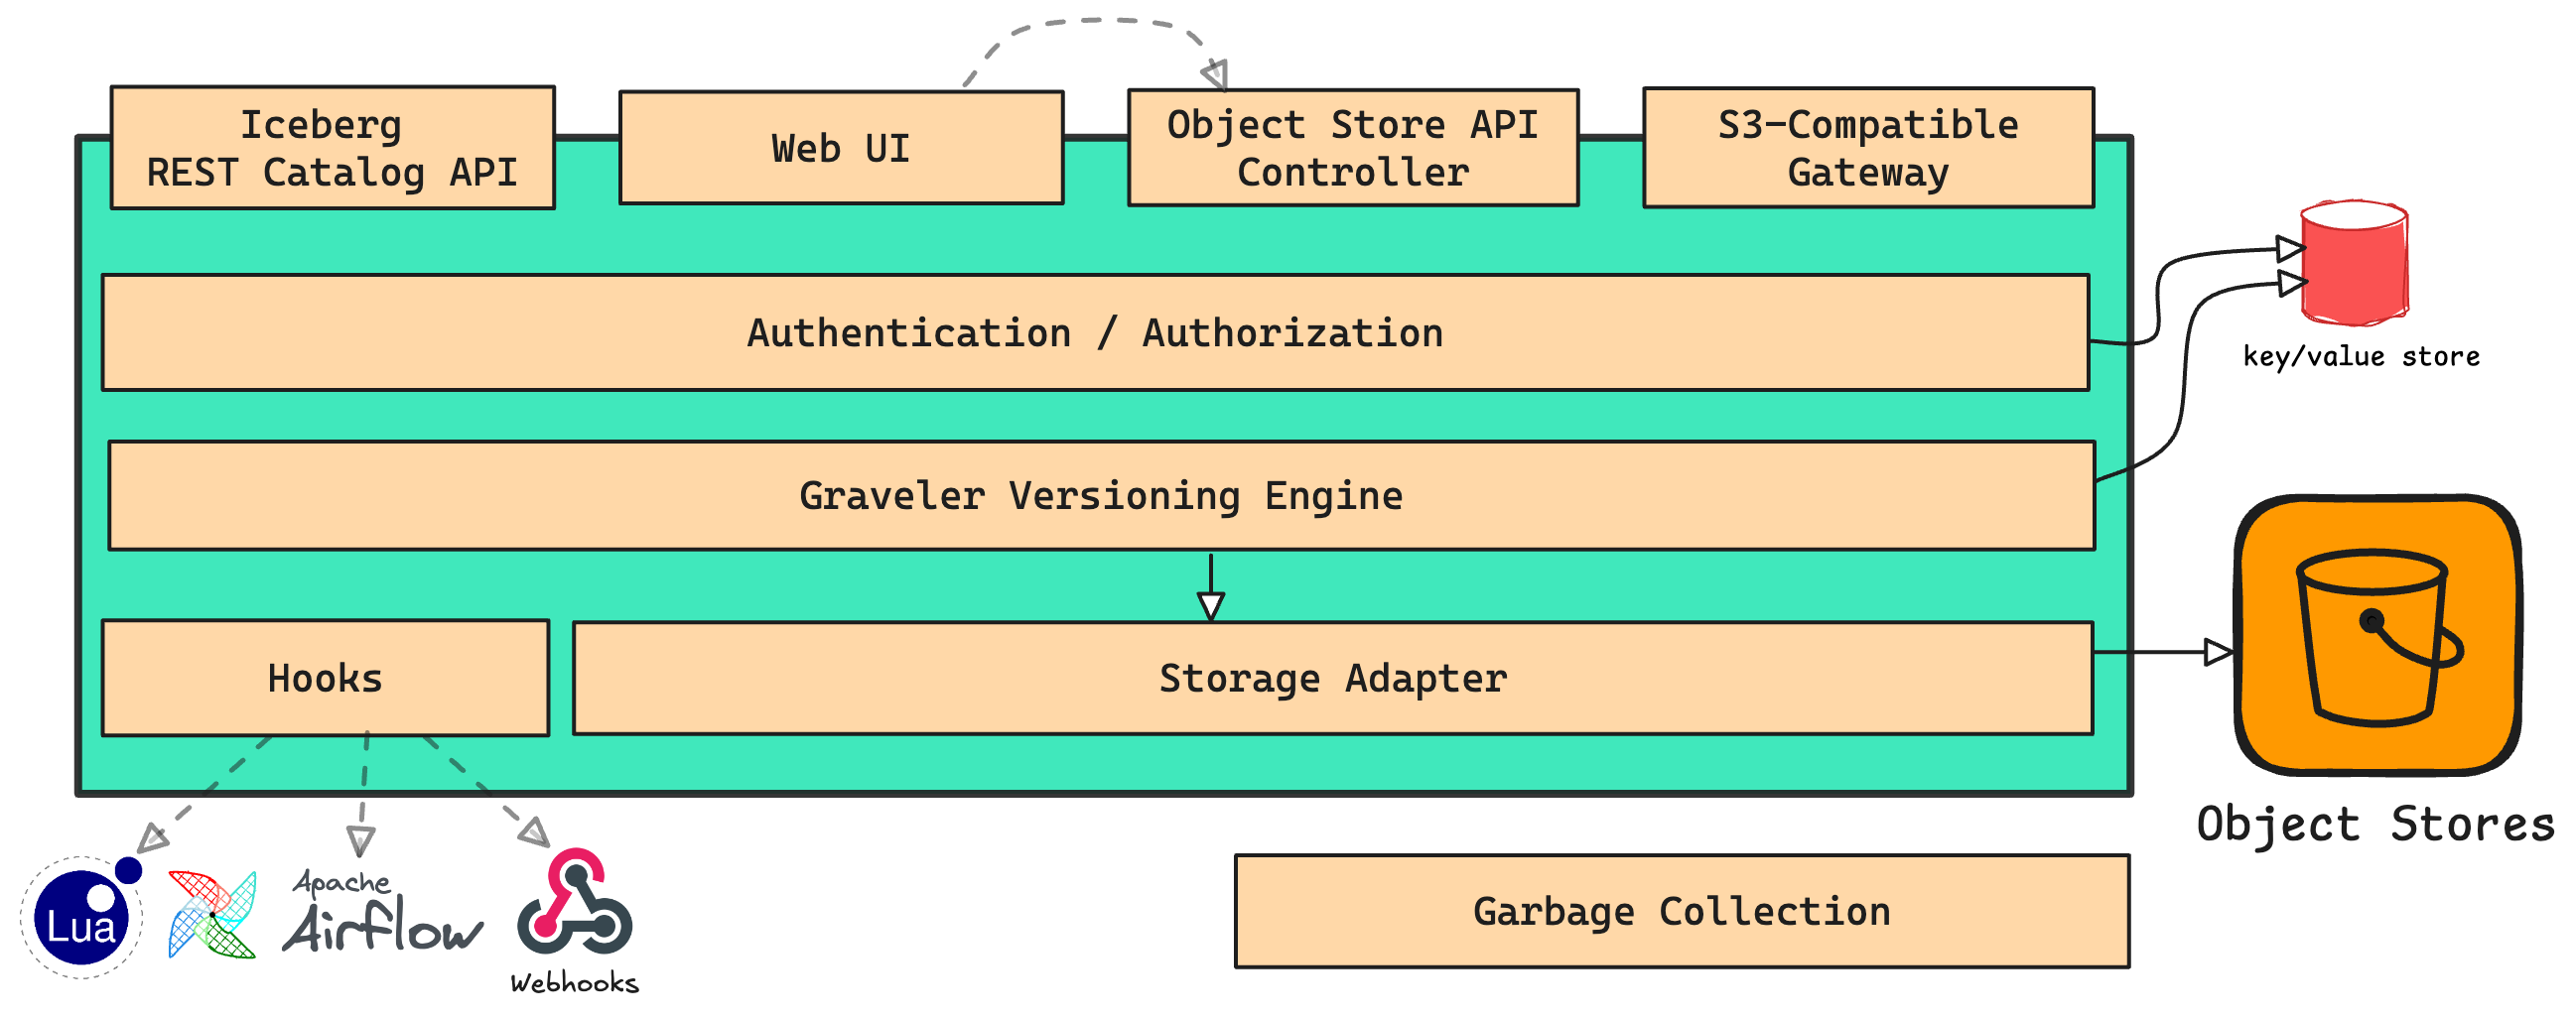 Iceberg
REST Catalog API
Web UI
Object Store API
Controller
S3-Compatible
Gateway
Authentication / Authorization
key/value store
Graveler Versioning Engine
Hooks
Storage Adapter
Object Stores
Lua
Apache
Airflow
Webhooks
Garbage Collection